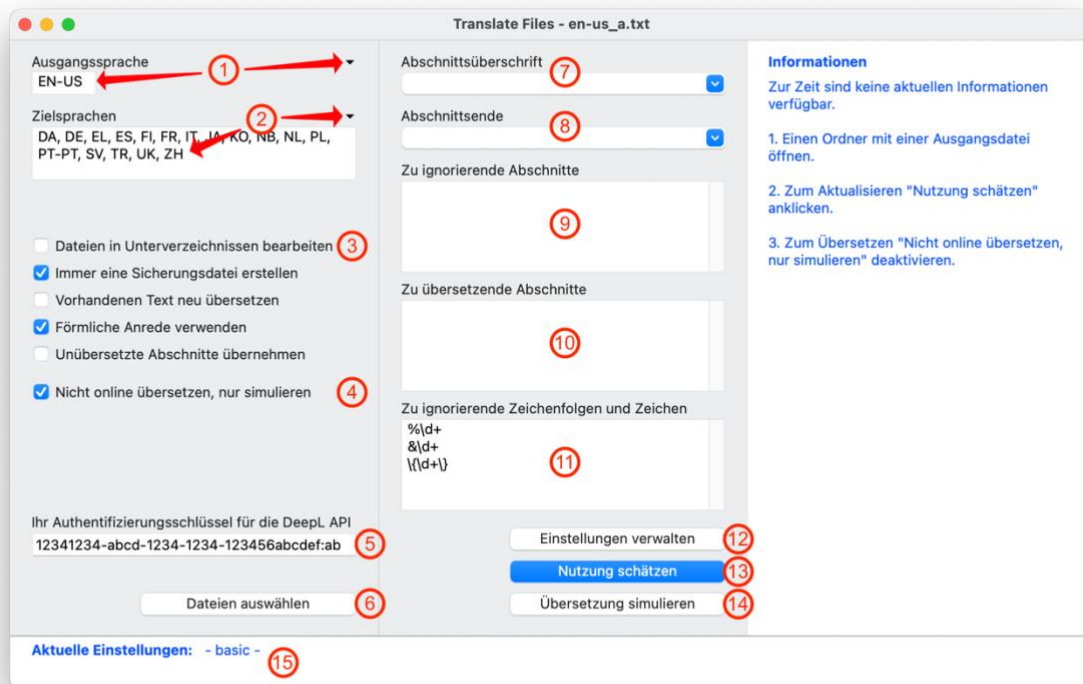 Translate Files - en-us_a.txt
Ausgangssprache
EN-US
1
Zielsprachen
2
DA, DE, EL, ES, FI, FR, IT, JA, KO, NB, NL, PL,
PT-PT, SV, TR, UK, ZH
Dateien in Unterverzeichnissen bearbeiten 3
Immer eine Sicherungsdatei erstellen
Vorhandenen Text neu übersetzen
Förmliche Anrede verwenden
Unübersetzte Abschnitte übernehmen
Nicht online übersetzen, nur simulieren 4
Ihr Authentifizierungsschlüssel für die DeepL API
12341234-abcd-1234-1234-123456abcdef:ab 5
Dateien auswählen 6
Abschnittsüberschrift 7
Abschnittsende 8
Zu ignorierende Abschnitte
9
Zu übersetzende Abschnitte
10
Zu ignorierende Zeichenfolgen und Zeichen
%\d+
&\d+
\{\d+\}
11
Einstellungen verwalten 12
Nutzung schätzen 13
Übersetzung simulieren 14
Informationen
Zur Zeit sind keine aktuellen Informationen
verfügbar.
1. Einen Ordner mit einer Ausgangsdatei
öffnen.
2. Zum Aktualisieren "Nutzung schätzen"
anklicken.
3. Zum Übersetzen "Nicht online übersetzen,
nur simulieren" deaktivieren.
Aktuelle Einstellungen: - basic - 15